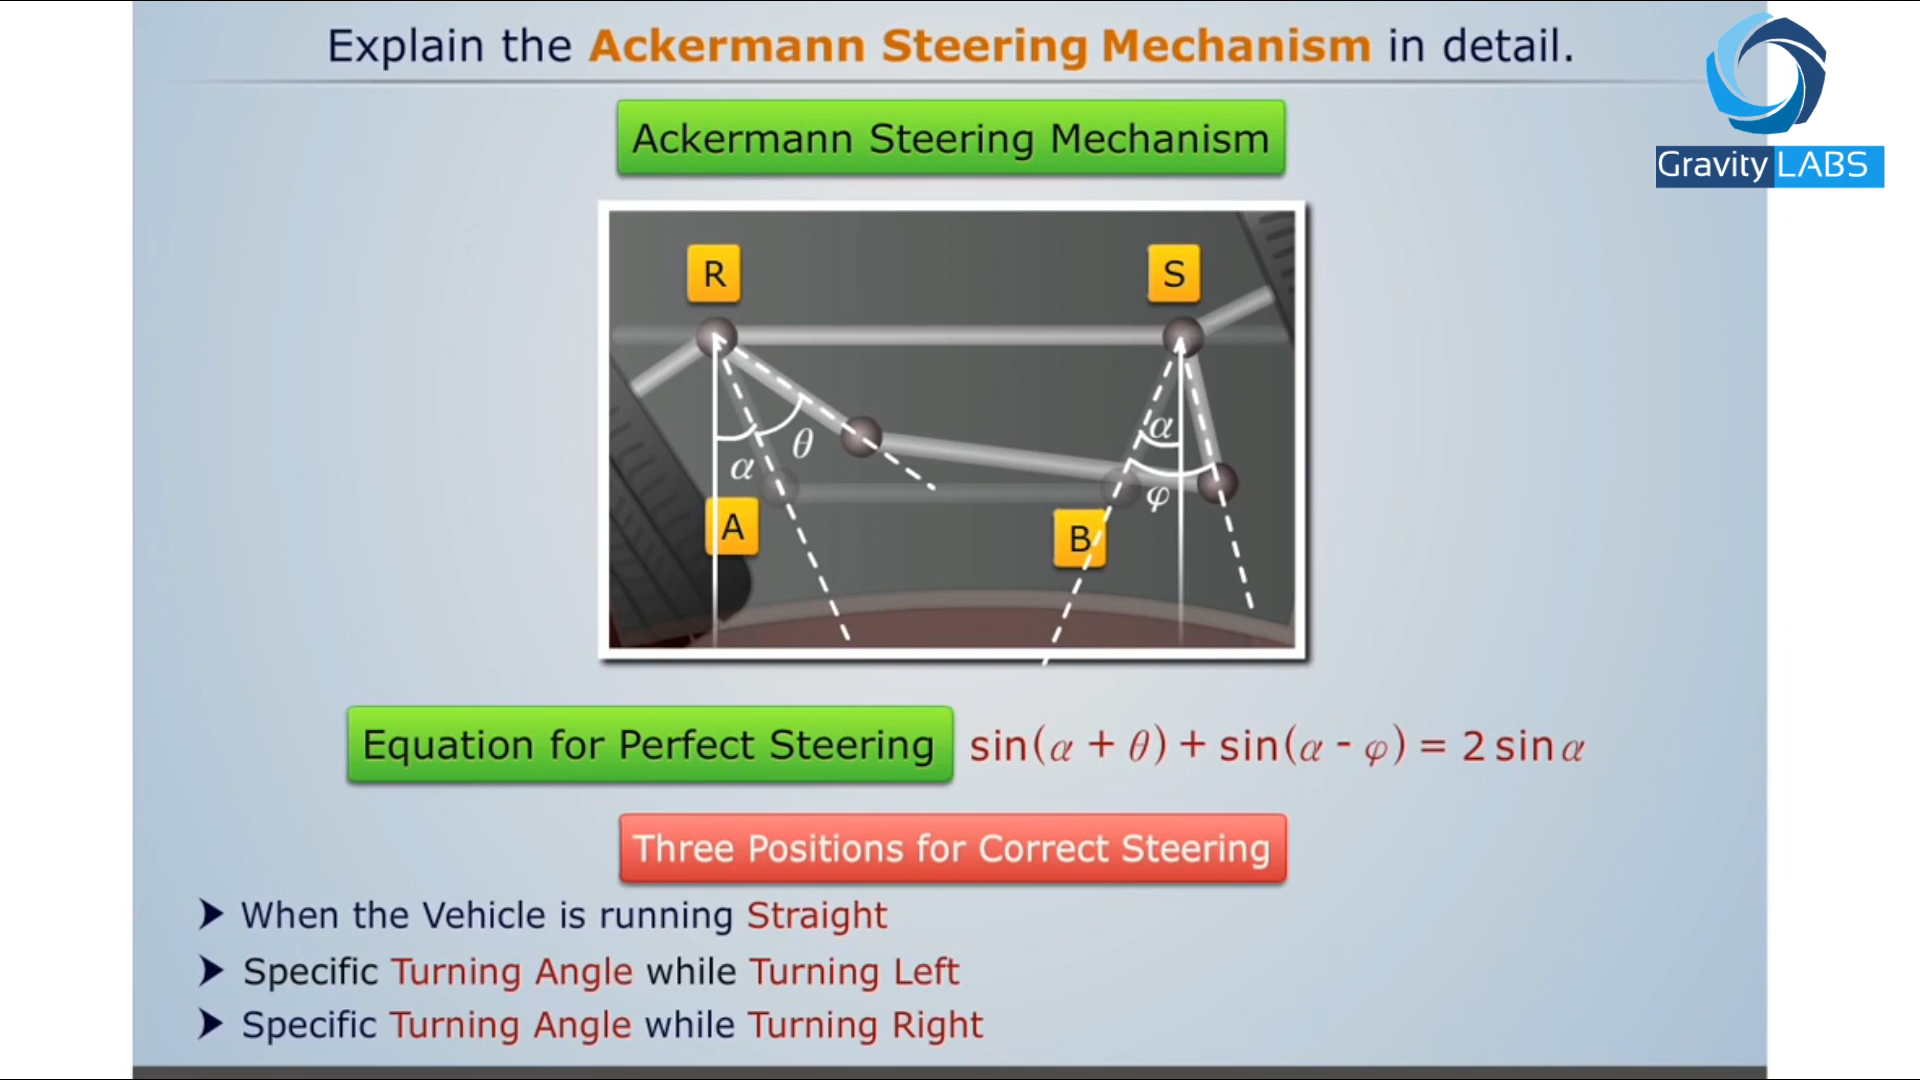 Explain the Ackermann Steering Mechanism in detail.
Gravity LABS
Ackermann Steering Mechanism
R
S
α
θ
α
φ
A
B
Equation for Perfect Steering
sin(α + θ) + sin(α - φ) = 2 sin α
Three Positions for Correct Steering
When the Vehicle is running Straight
Specific Turning Angle while Turning Left
Specific Turning Angle while Turning Right